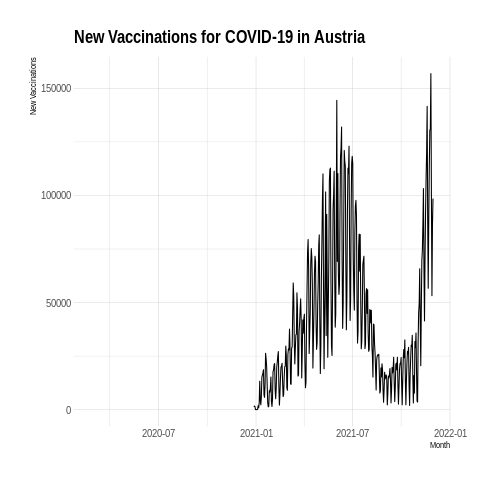 New Vaccinations for COVID-19 in Austria
New Vaccinations
150000
100000
50000
0
2020-07 2021-01 2021-07 2022-01
Month